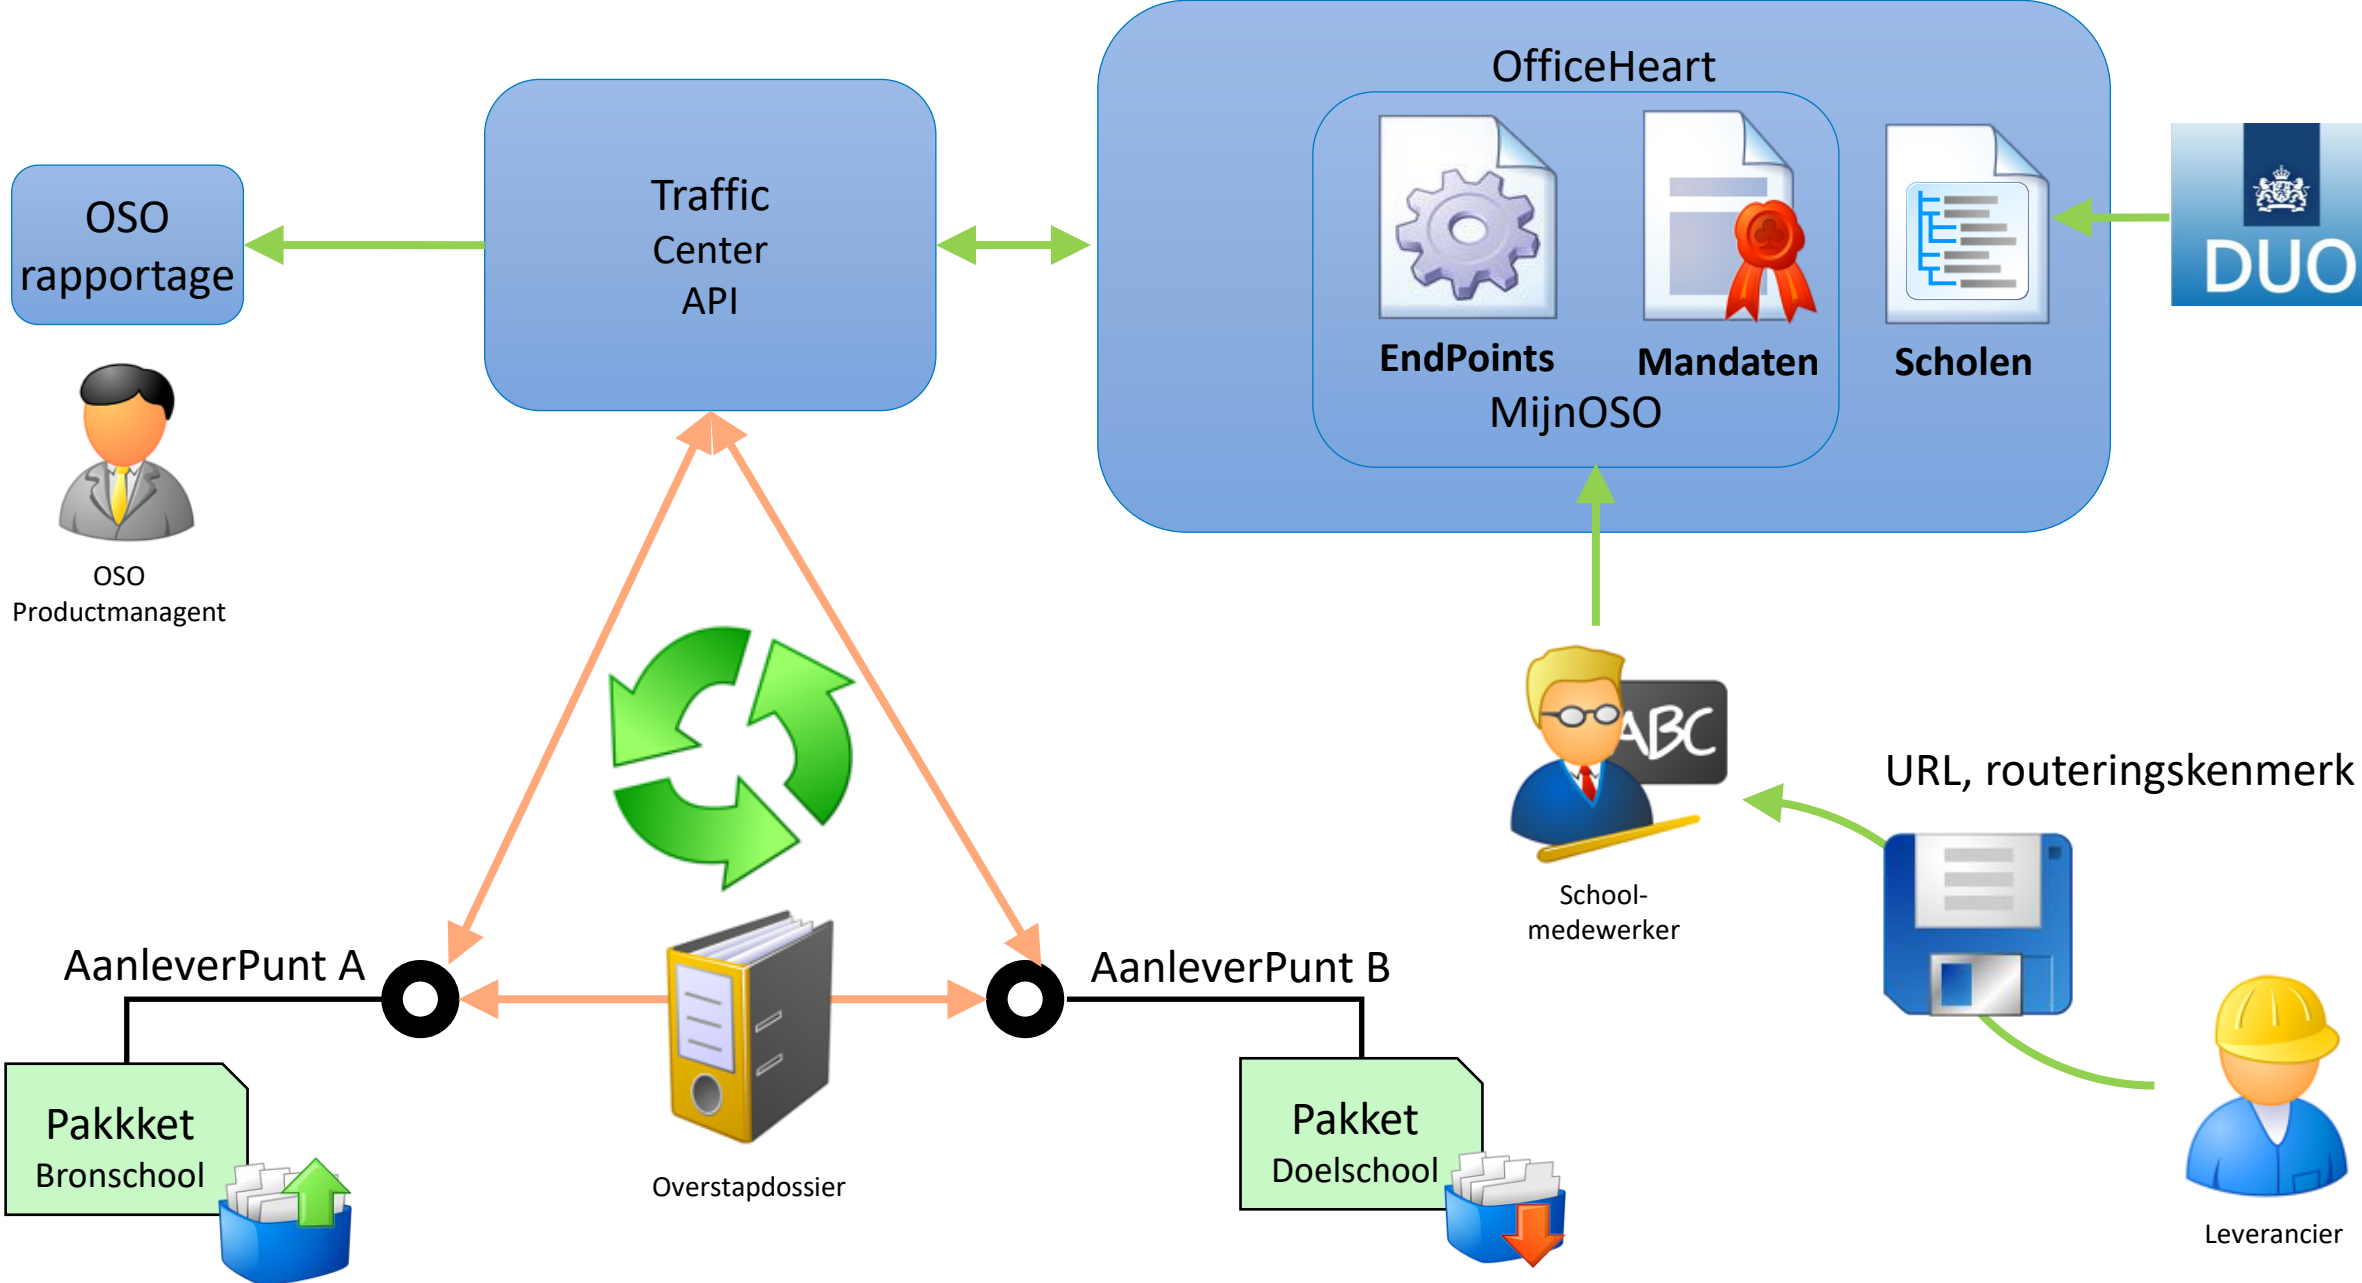 OfficeHeart
Traffic
Center
API
OSO
rapportage
DUO
EndPoints
Mandaten
Scholen
MijnOSO
OSO
Productmanagent
ABC
URL, routeringskenmerk
School-
medewerker
AanleverPunt A
AanleverPunt B
Pakkket
Bronschool
Pakket
Doelschool
Overstapdossier
Leverancier